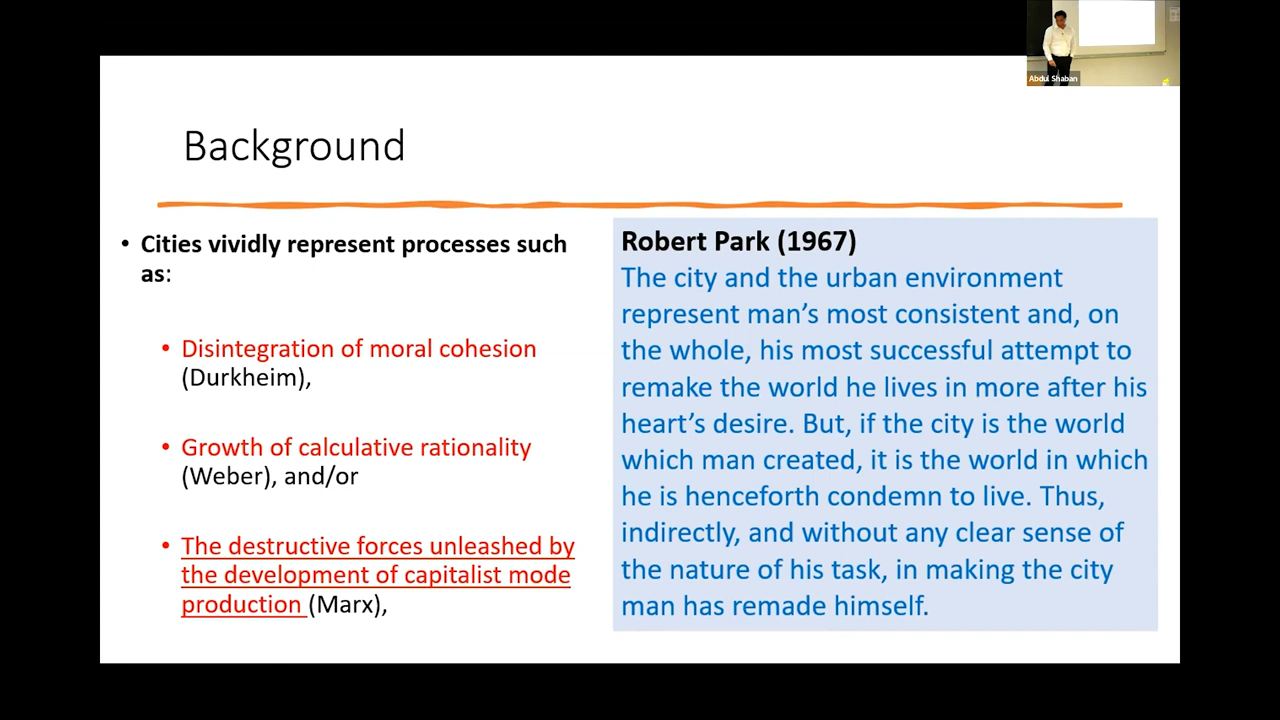 Abdul Shaban
Background
• Cities vividly represent processes such
as:
• Disintegration of moral cohesion
(Durkheim),
• Growth of calculative rationality
(Weber), and/or
• The destructive forces unleashed by
the development of capitalist mode
production (Marx),
Robert Park (1967)
The city and the urban environment
represent man’s most consistent and, on
the whole, his most successful attempt to
remake the world he lives in more after his
heart’s desire. But, if the city is the world
which man created, it is the world in which
he is henceforth condemn to live. Thus,
indirectly, and without any clear sense of
the nature of his task, in making the city
man has remade himself.